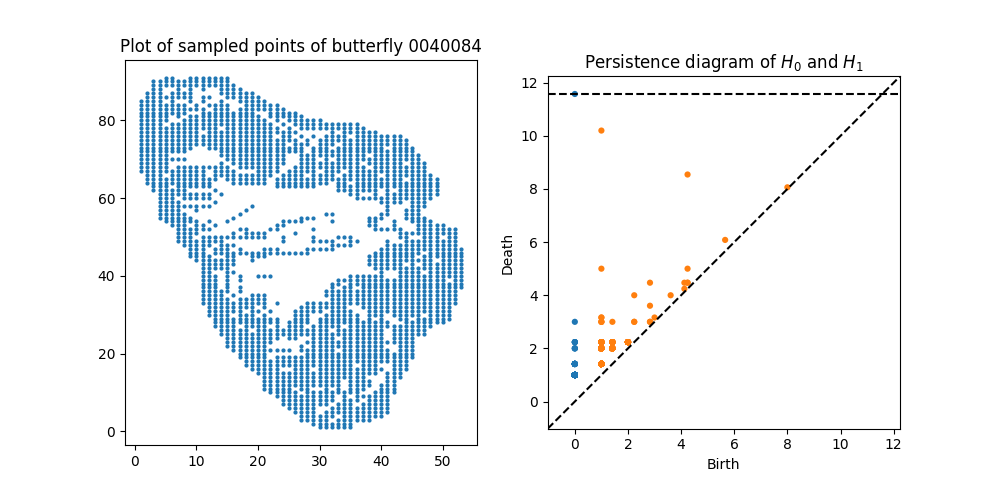 Plot of sampled points of butterfly 0040084
80
60
40
20
0
0 10 20 30 40 50
Persistence diagram of $H_0$ and $H_1$
12
10
8
6
4
2
0
Death
0 2 4 6 8 10 12
Birth